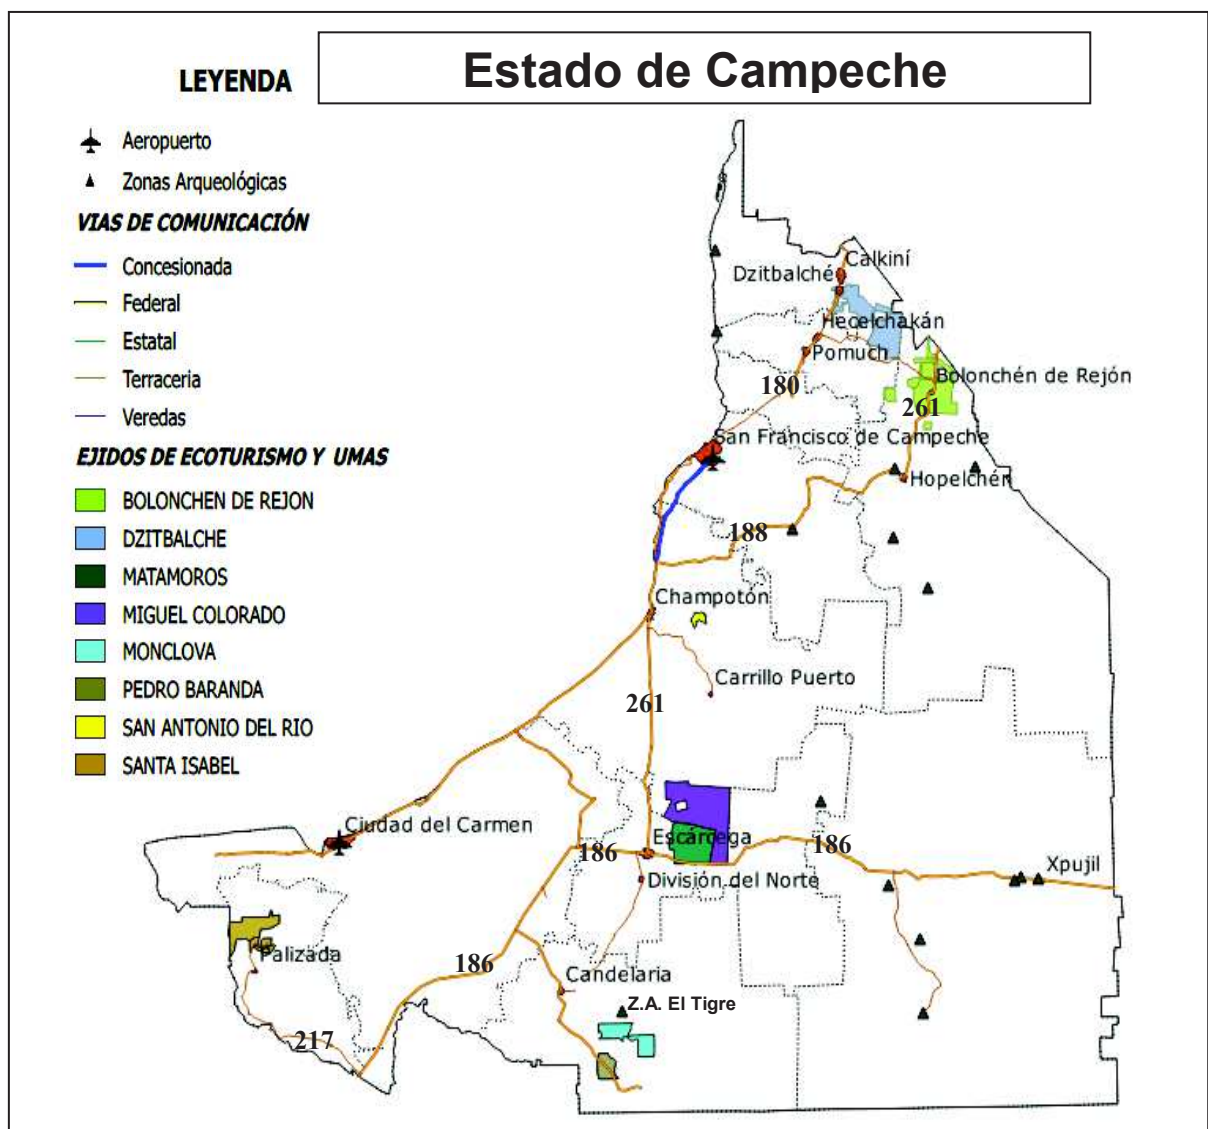 Estado de Campeche
LEYENDA
Aeropuerto
Zonas Arqueológicas
VIAS DE COMUNICACIÓN
Concesionada
Federal
Estatal
Terraceria
Veredas
EJIDOS DE ECOTURISMO Y UMAS
BOLONCHEN DE REJON
DZITBALCHE
MATAMOROS
MIGUEL COLORADO
MONCLOVA
PEDRO BARANDA
SAN ANTONIO DEL RIO
SANTA ISABEL
Calkiní
Dzitbalché
Hecelchakán
Pomuch
180
Bolonchén de Rejón
261
San Francisco de Campeche
Hopelchén
188
Champotón
Carrillo Puerto
261
Ciudad del Carmen
Escárcega
186
186
Xpujil
División del Norte
Palizada
186
Candelaria
Z.A. El Tigre
217